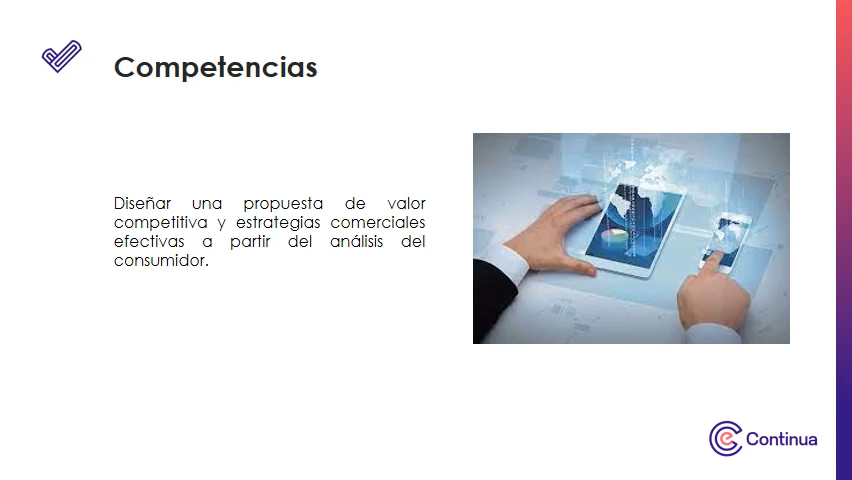 Competencias
Diseñar una propuesta de valor
competitiva y estrategias comerciales
efectivas a partir del análisis del
consumidor.
Continua